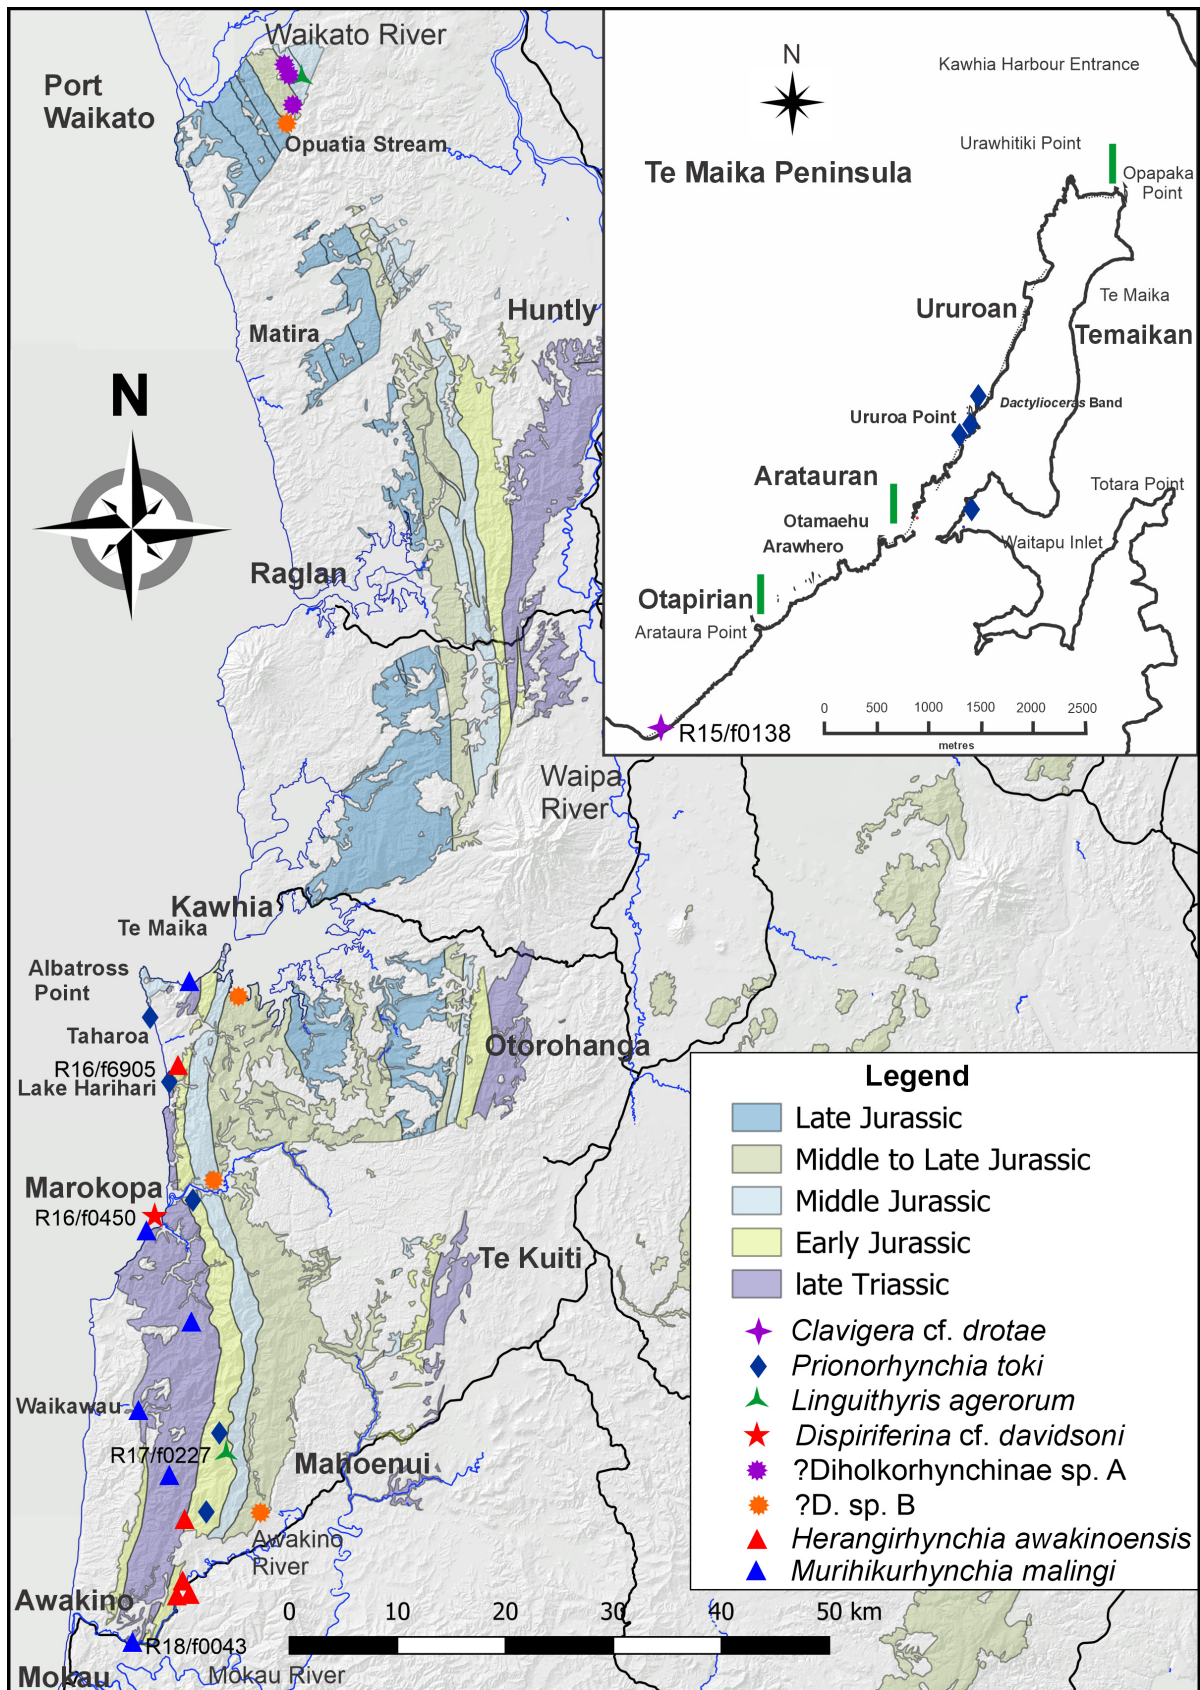 Waikato River
Port
Waikato
Opuatia Stream
Huntly
Matira
N
Raglan
Waipa
River
Kawhia
Te Maika
Albatross
Point
Taharoa
R16/f6905
Lake Harihari
Otorohanga
Marokopa
R16/f0450
Te Kuiti
Waikawau
R17/f0227
Mahoenui
Awakino
River
Awakino
R18/f0043
Mokau
Mokau River
0 10 20 30 40 50 km
N
Kawhia Harbour Entrance
Urawhitiki Point
Te Maika Peninsula
Opapaka
Point
Te Maika
Ururoan
Temaikan
Dactylioceras Band
Ururoa Point
Aratauran
Totara Point
Otamaehu
Arawhero
Waitapu Inlet
Otapirian
Arataura Point
R15/f0138
0 500 1000 1500 2000 2500
metres
Legend
Late Jurassic
Middle to Late Jurassic
Middle Jurassic
Early Jurassic
late Triassic
Clavigera cf. drotae
Prionorhynchia toki
Linguithyris agerorum
Dispiriferina cf. davidsoni
?Diholkorhynchinae sp. A
?D. sp. B
Herangirhynchia awakinoensis
Murihikurhynchia malingi